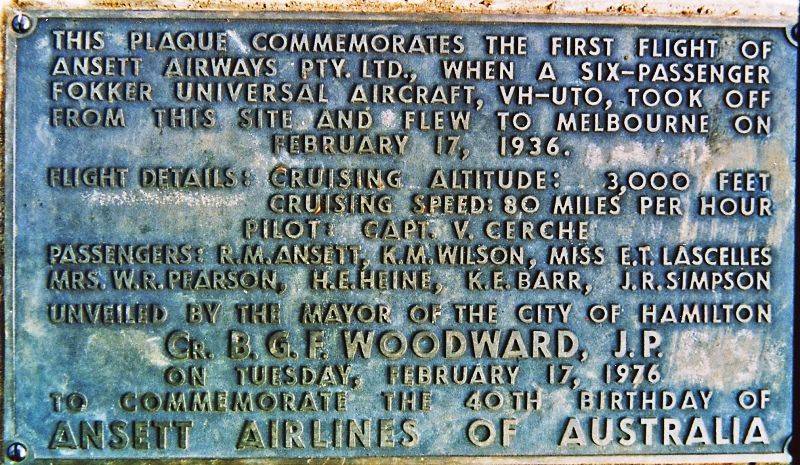 THIS PLAQUE COMMEMORATES THE FIRST FLIGHT OF
ANSETT AIRWAYS PTY. LTD., WHEN A SIX-PASSENGER
FOKKER UNIVERSAL AIRCRAFT, VH-UTO, TOOK OFF
FROM THIS SITE AND FLEW TO MELBOURNE ON
FEBRUARY 17, 1936.
FLIGHT DETAILS: CRUISING ALTITUDE: 3,000 FEET
CRUISING SPEED: 80 MILES PER HOUR
PILOT: CAPT. V. CERCHE
PASSENGERS: R.M. ANSETT, K.M. WILSON, MISS E.T. LASCELLES
MRS. W.R. PEARSON, H.E. HEINE, K.E. BARR, J.R. SIMPSON
UNVEILED BY THE MAYOR OF THE CITY OF HAMILTON
CR. B. G. F. WOODWARD, J.P.
ON TUESDAY, FEBRUARY 17, 1976
TO COMMEMORATE THE 40TH BIRTHDAY OF
ANSETT AIRLINES OF AUSTRALIA